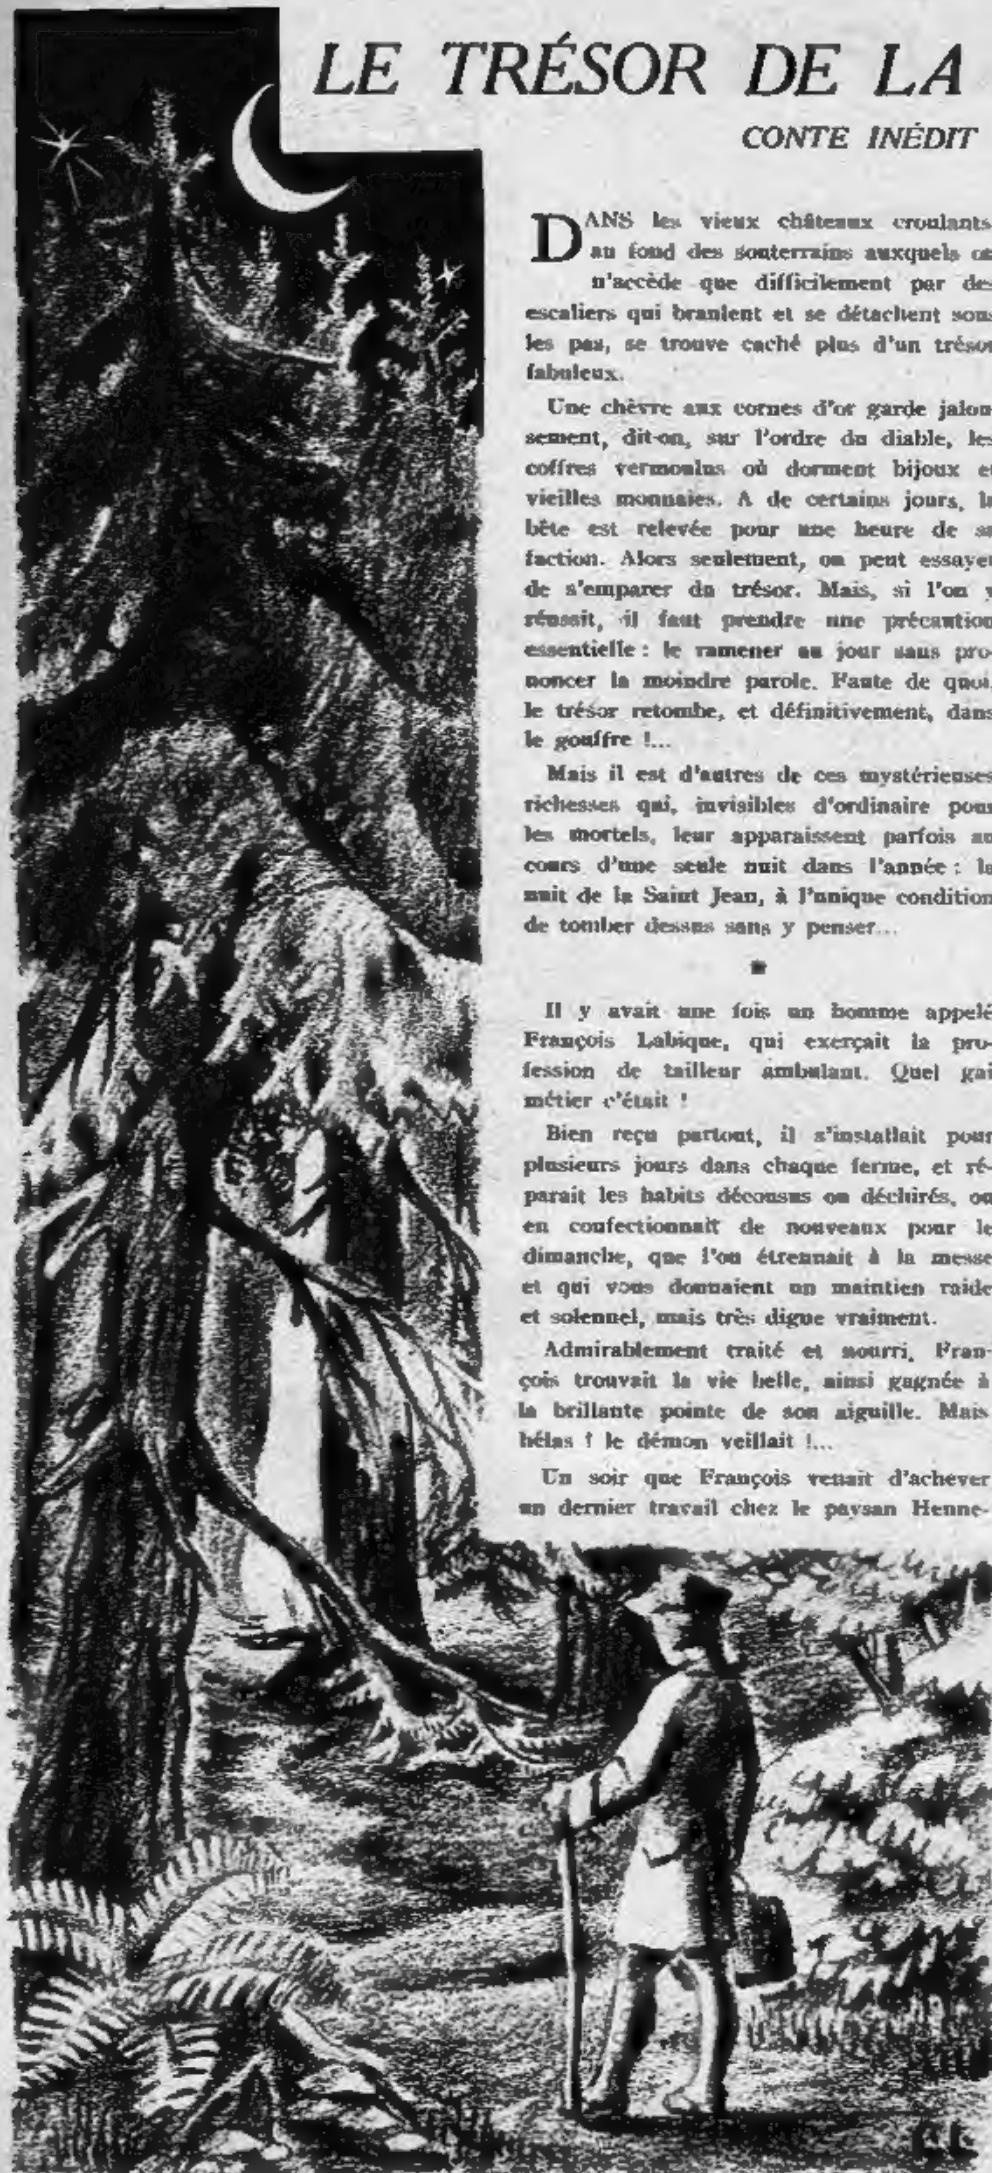 LE TRÉSOR DE LA
CONTE INÉDIT
DANS les vieux châteaux croulants
au fond des souterrains auxquels on
n'accède que difficilement par des
escaliers qui branlent et se détachent sous
les pas, se trouve caché plus d'un trésor
fabuleux.
Une chèvre aux cornes d'or garde jalou-
sement, dit-on, sur l'ordre du diable, les
coffres vermoulus où dorment bijoux et
vieilles monnaies. A de certains jours, la
bête est relevée pour une heure de sa
faction. Alors seulement, on peut essayer
de s'emparer du trésor. Mais, si l'on y
réussit, il faut prendre une précaution
essentielle : le ramener au jour sans pro-
noncer la moindre parole. Faute de quoi,
le trésor retombe, et définitivement, dans
le gouffre !...
Mais il est d'autres de ces mystérieuses
richesses qui, invisibles d'ordinaire pour
les mortels, leur apparaissent parfois au
cours d'une seule nuit dans l'année : la
nuit de la Saint Jean, à l'unique condition
de tomber dessus sans y penser...
Il y avait une fois un homme appelé
François Labique, qui exerçait la pro-
fession de tailleur ambulant. Quel gai
métier c'était !
Bien reçu partout, il s'installait pour
plusieurs jours dans chaque ferme, et ré-
parait les habits décousus ou déchirés, ou
en confectionnait de nouveaux pour le
dimanche, que l'on étrennait à la messe
et qui vous donnaient un maintien raide
et solennel, mais très digne vraiment.
Admirablement traité et nourri, Fran-
çois trouvait la vie belle, ainsi gagnée à
la brillante pointe de son aiguille. Mais
hélas ! le démon veillait !...
Un soir que François venait d'achever
un dernier travail chez le paysan Henne-